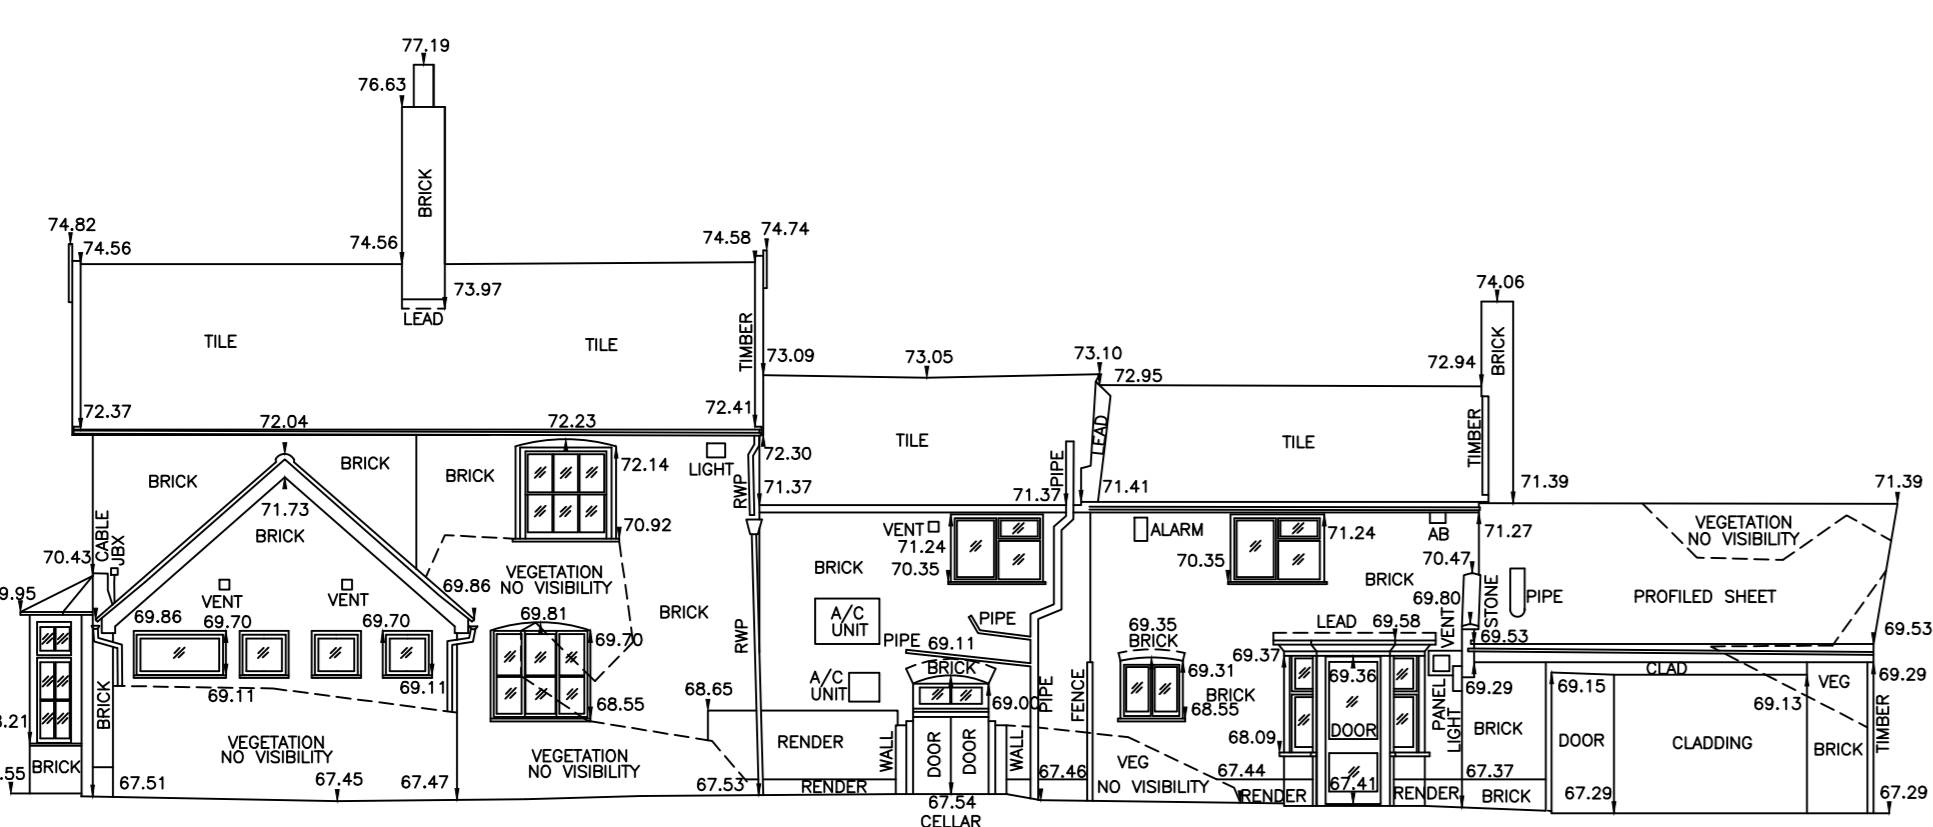 77.19
76.63
BRICK
74.82
74.56
74.56
74.58
74.74
73.97
LEAD
TILE
TILE
TIMBER
74.06
73.09
73.05
73.10
72.95
72.94
BRICK
72.37
72.04
72.23
72.41
TILE
LEAD
TILE
TIMBER
BRICK
BRICK
BRICK
72.14
LIGHT
72.30
RWP
PIPE
71.37
71.37
71.41
71.39
71.39
71.73
BRICK
CABLE
JBX
70.92
VENT
71.24
70.35
ALARM
71.24
70.35
AB
71.27
VEGETATION
NO VISIBILITY
70.43
70.47
VEGETATION
NO VISIBILITY
BRICK
BRICK
STONE
9.95
VENT
VENT
69.86
69.86
69.70
69.70
69.81
69.70
BRICK
RWP
A/C
UNIT
PIPE
PIPE
69.11
BRICK
69.35
BRICK
LEAD
69.58
69.80
VENT
69.53
PIPE
PROFILED SHEET
69.53
69.11
69.11
A/C
UNIT
69.00
69.31
BRICK
68.55
69.37
69.36
69.29
CLAD
69.15
69.13
VEG
69.29
BRICK
68.55
68.65
PIPE
FENCE
PANEL
LIGHT
TIMBER
.21
VEGETATION
NO VISIBILITY
VEGETATION
NO VISIBILITY
RENDER
WALL
DOOR
DOOR
WALL
68.09
DOOR
BRICK
DOOR
CLADDING
BRICK
BRICK
.55
67.51
67.45
67.47
67.53
RENDER
67.54
CELLAR
67.46
VEG
NO VISIBILITY
67.44
RENDER
67.41
RENDER
67.37
BRICK
67.29
67.29